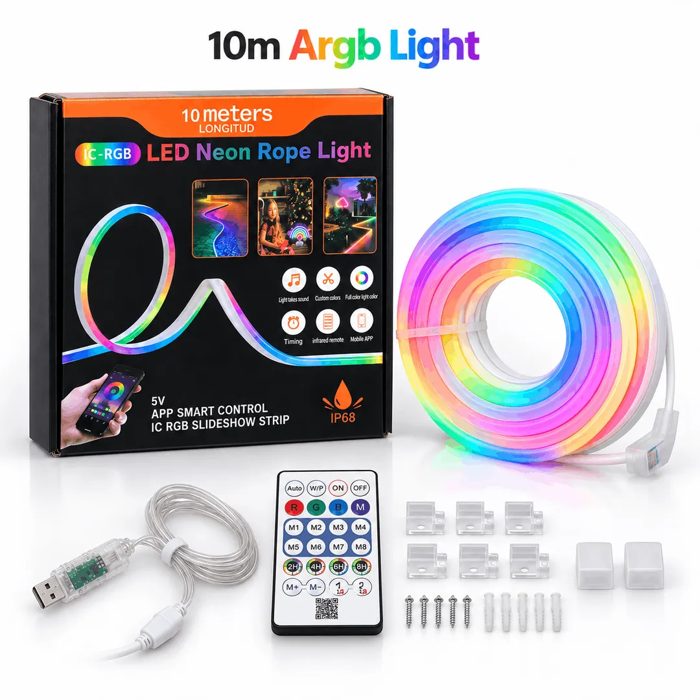 10m Argb Light
10 meters
LONGITUD
IC-RGB LED Neon Rope Light
Light takes sound
Custom colors
Full color light color
Timing
infrared remote
Mobile APP
5V
APP SMART CONTROL
IC RGB SLIDESHOW STRIP
IP68
Auto W/P ON OFF
R G B M
M1 M2 M3 M4
M5 M6 M7 M8
2H 4H 6H 8H
M+ M-